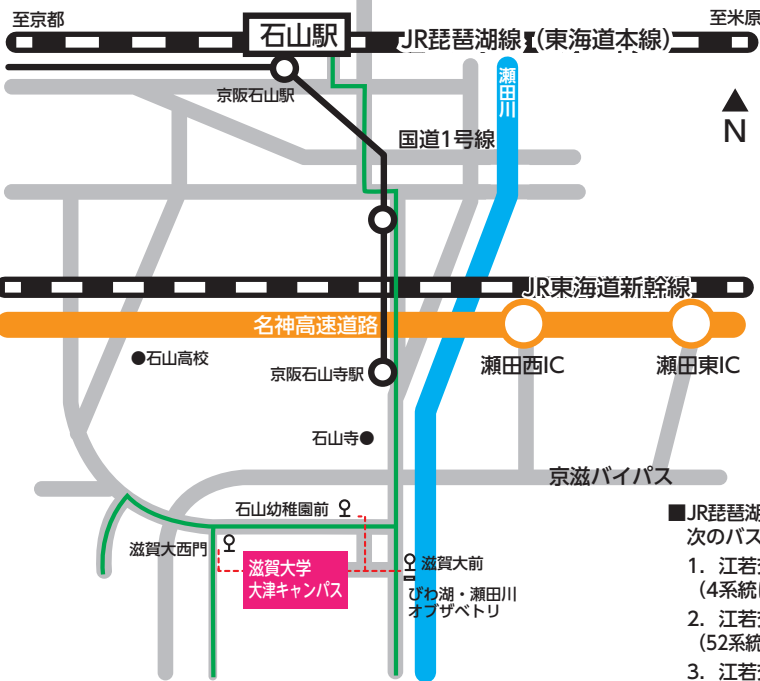 至京都
至米原
石山駅
JR琵琶湖線(東海道本線)
京阪石山駅
瀬田川
N
国道1号線
JR東海道新幹線
名神高速道路
●石山高校
京阪石山寺駅
瀬田西IC
瀬田東IC
石山寺●
京滋バイパス
石山幼稚園前
滋賀大西門
滋賀大学
大津キャンパス
滋賀大前
びわ湖・瀬田川
オブザベトリ
■JR琵琶湖
次のバス
1. 江若交
(4系統
2. 江若交
(52系統
3. 江若交